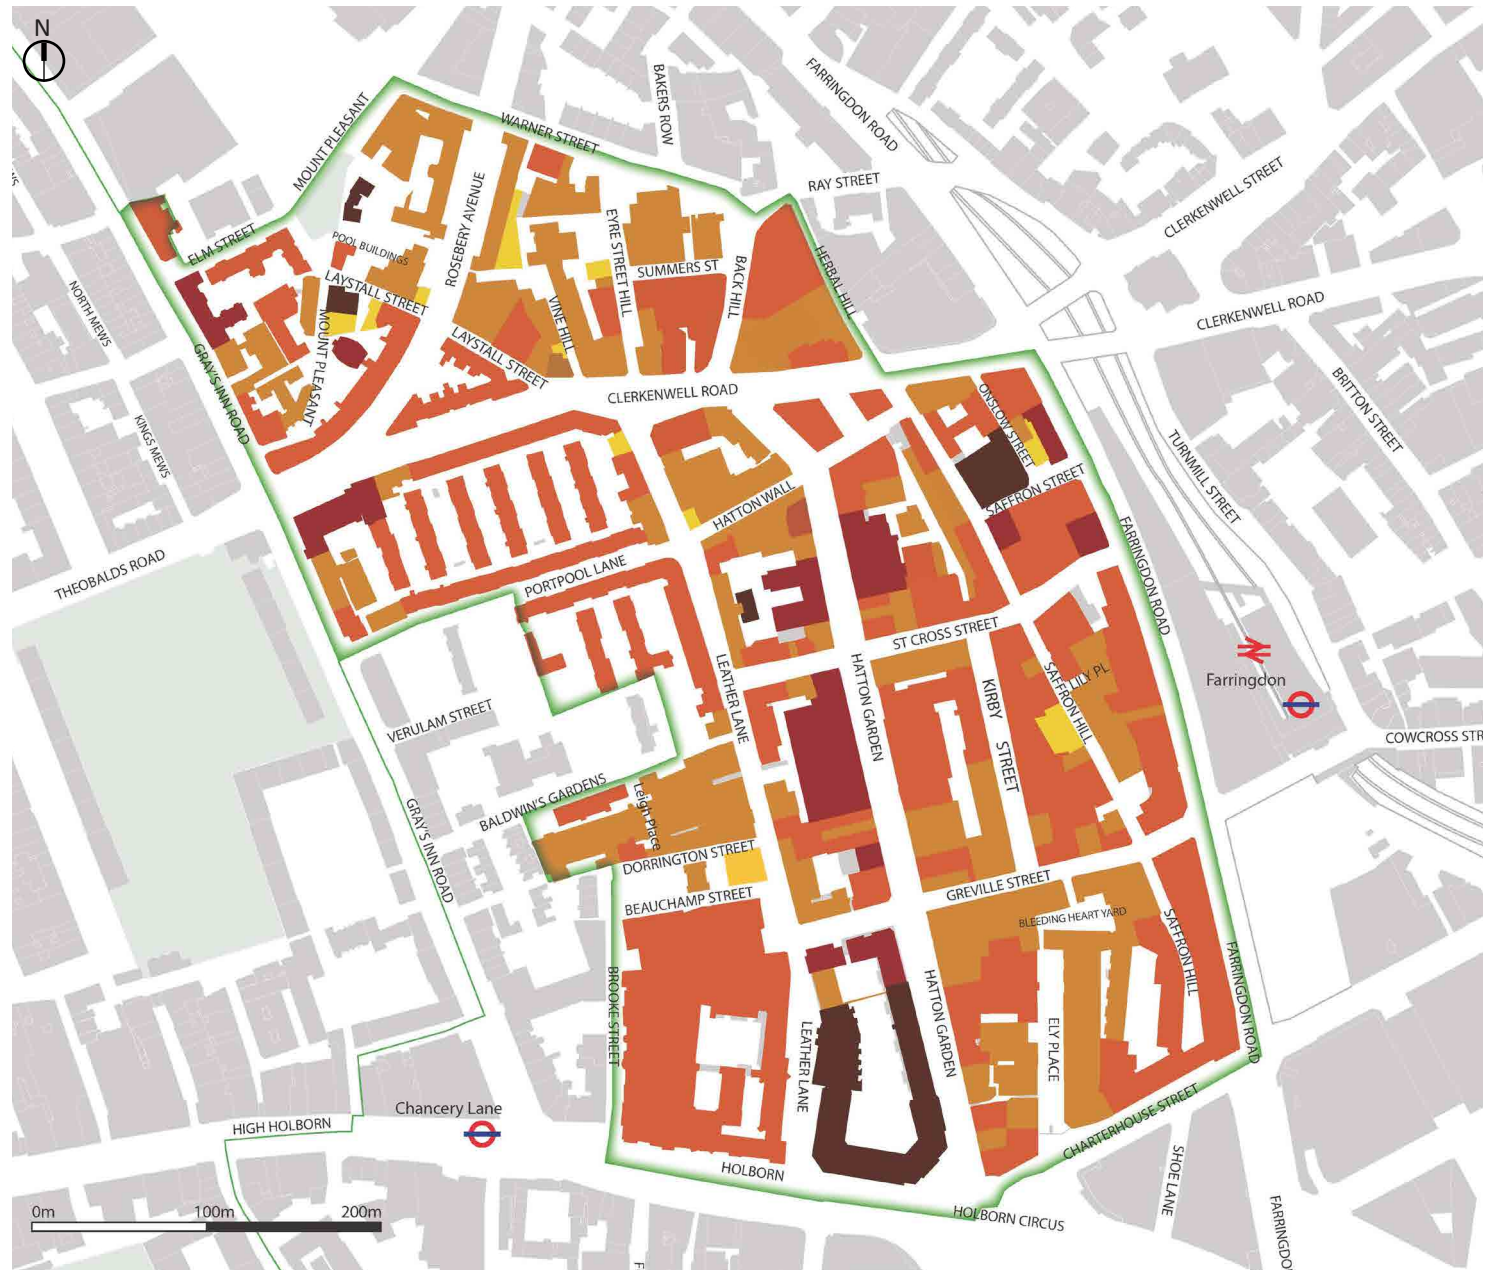 N
BAKERS ROW
FARRINGDON ROAD
MOUNT PLEASANT
WARNER STREET
RAY STREET
CLERKENWELL STREET
ROSEBERY AVENUE
ELM STREET
POOL BUILDINGS
EYRE STREET HILL
SUMMERS ST
BACK HILL
HERBAL HILL
LAYSTALL STREET
NORTH MEWS
MOUNT PLEASANT
VINE HILL
LAYSTALL STREET
CLERKENWELL ROAD
GRAY'S INN ROAD
CLERKENWELL ROAD
BRITTON STREET
KINGS MEWS
ONSLOW STREET
TURNMILL STREET
HATTON WALL
SAFFRON STREET
THEOBALDS ROAD
PORTPOOL LANE
FARRINGDON ROAD
ST CROSS STREET
LEATHER LANE
HATTON GARDEN
KIRBY STREET
SAFFRON HILL
LILY PL
Farringdon
VERULAM STREET
COWCROSS STR
BALDWIN'S GARDENS
Leigh Place
GRAY'S INN ROAD
DORRINGTON STREET
BEAUCHAMP STREET
GREVILLE STREET
BLEEDING HEART YARD
SAFFRON HILL
FARRINGDON ROAD
BROOKE STREET
LEATHER LANE
HATTON GARDEN
ELY PLACE
Chancery Lane
HIGH HOLBORN
CHARTERHOUSE STREET
HOLBORN
SHOE LANE
HOLBORN CIRCUS
FARRINGDO
0m 100m 200m